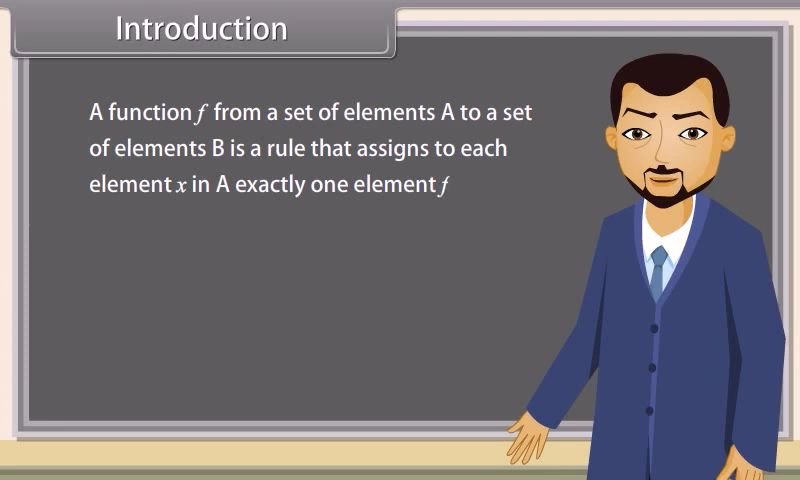 Introduction
A function f from a set of elements A to a set
of elements B is a rule that assigns to each
element x in A exactly one element f